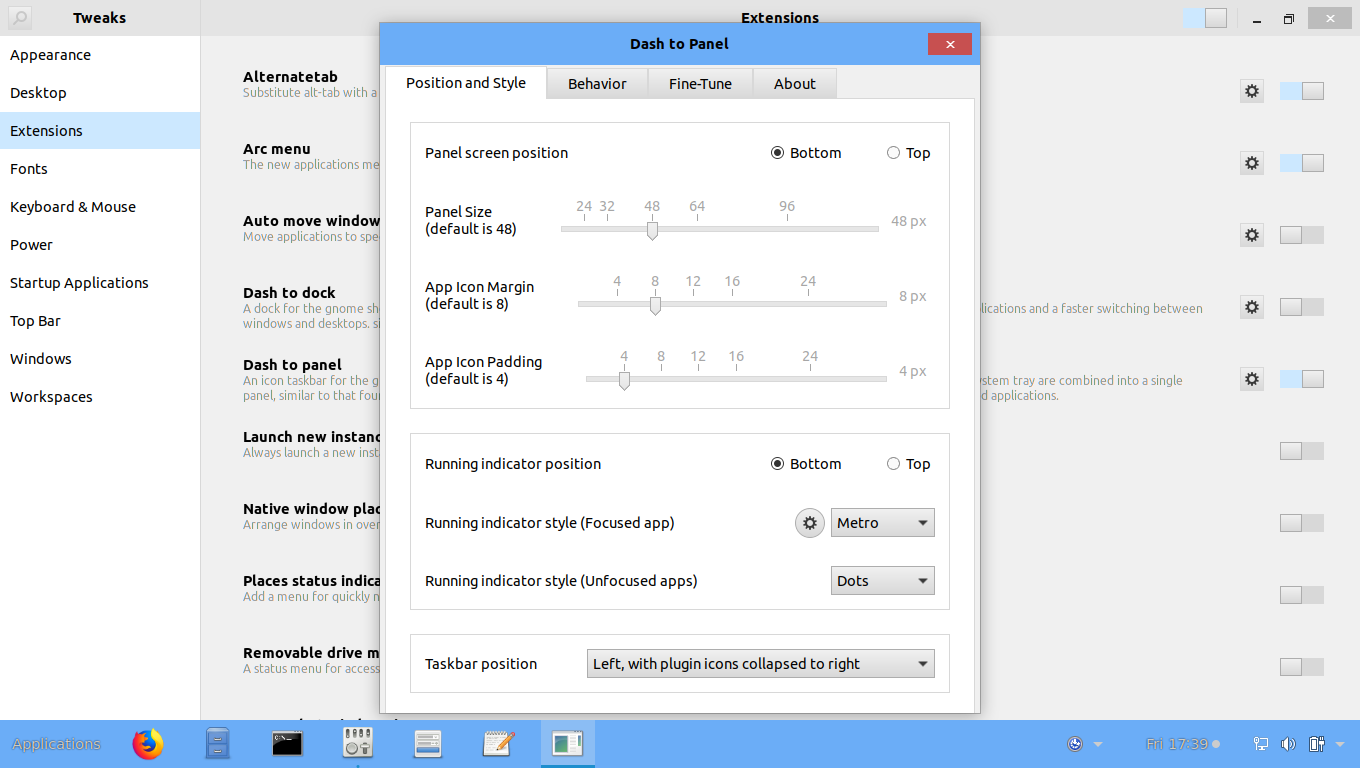 Tweaks
Extensions
Appearance
Desktop
Extensions
Fonts
Keyboard & Mouse
Power
Startup Applications
Top Bar
Windows
Workspaces
Alternatetab
Substitute alt-tab with a
Arc menu
The new applications me
Auto move window
Move applications to spe
Dash to dock
A dock for the gnome sh
lications and a faster switching between
windows and desktops. si
Dash to panel
An icon taskbar for the g
stem tray are combined into a single
panel, similar to that foun
d applications.
Launch new instanc
Always launch a new inst
Native window plac
Arrange windows in over
Places status indica
Add a menu for quickly n
Removable drive m
A status menu for access
Dash to Panel
Position and Style
Behavior
Fine-Tune
About
Panel screen position
Bottom
Top
Panel Size
(default is 48)
24 32 48 64 96
48 px
App Icon Margin
(default is 8)
4 8 12 16 24
8 px
App Icon Padding
(default is 4)
4 8 12 16 24
4 px
Running indicator position
Bottom
Top
Running indicator style (Focused app)
Metro
Running indicator style (Unfocused apps)
Dots
Taskbar position
Left, with plugin icons collapsed to right
Applications
Fri 17:39